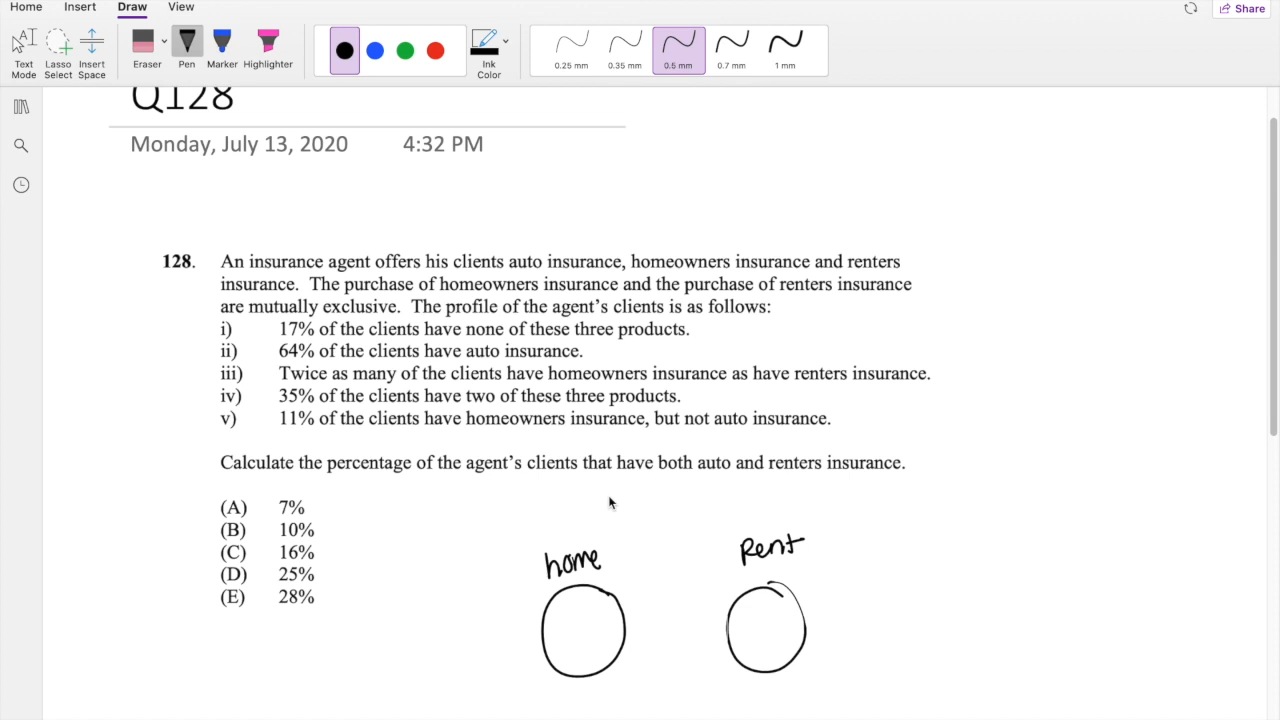 Home Insert Draw View
Share
Text Mode
Lasso Select
Insert Space
Eraser
Pen
Marker
Highlighter
Ink Color
0.25 mm
0.35 mm
0.5 mm
0.7 mm
1 mm
Q128
Monday, July 13, 2020 4:32 PM
128. An insurance agent offers his clients auto insurance, homeowners insurance and renters
insurance. The purchase of homeowners insurance and the purchase of renters insurance
are mutually exclusive. The profile of the agent's clients is as follows:
i) 17% of the clients have none of these three products.
ii) 64% of the clients have auto insurance.
iii) Twice as many of the clients have homeowners insurance as have renters insurance.
iv) 35% of the clients have two of these three products.
v) 11% of the clients have homeowners insurance, but not auto insurance.
Calculate the percentage of the agent's clients that have both auto and renters insurance.
(A) 7%
(B) 10%
(C) 16%
(D) 25%
(E) 28%
home
Rent